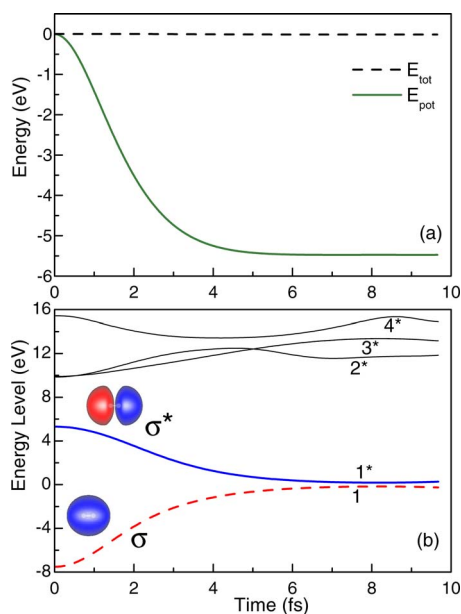 0
-1
-2
-3
-4
-5
-6
Energy (eV)
E_tot
E_pot
(a)
0 2 4 6 8 10
16
12
8
4
0
-4
-8
Energy Level (eV)
4*
3*
2*
σ*
1*
1
σ
(b)
0 2 4 6 8 10
Time (fs)